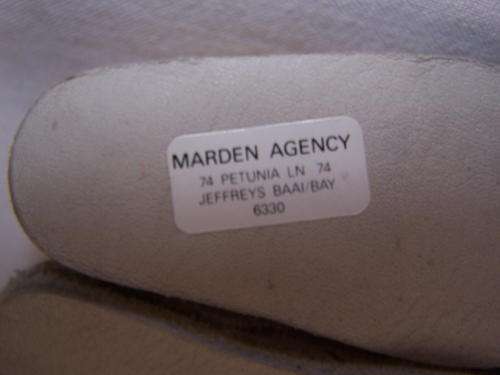 MARDEN AGENCY
74 PETUNIA LN 74
JEFFREYS BAAI/BAY
6330